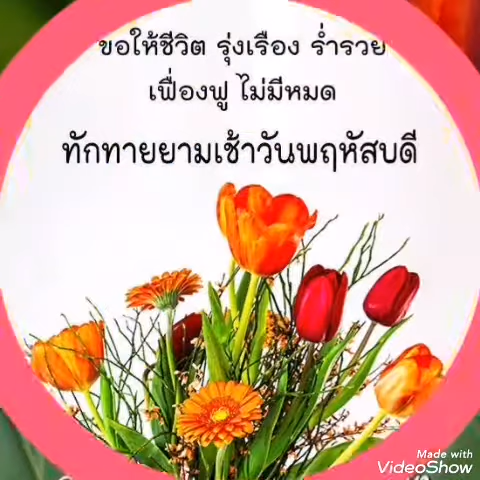 ขอให้ชีวิต รุ่งเรือง ร่ำรวย
เฟื่องฟู ไม่มีหมด
ทักทายยามเช้าวันพฤหัสบดี
Made with
VideoShow